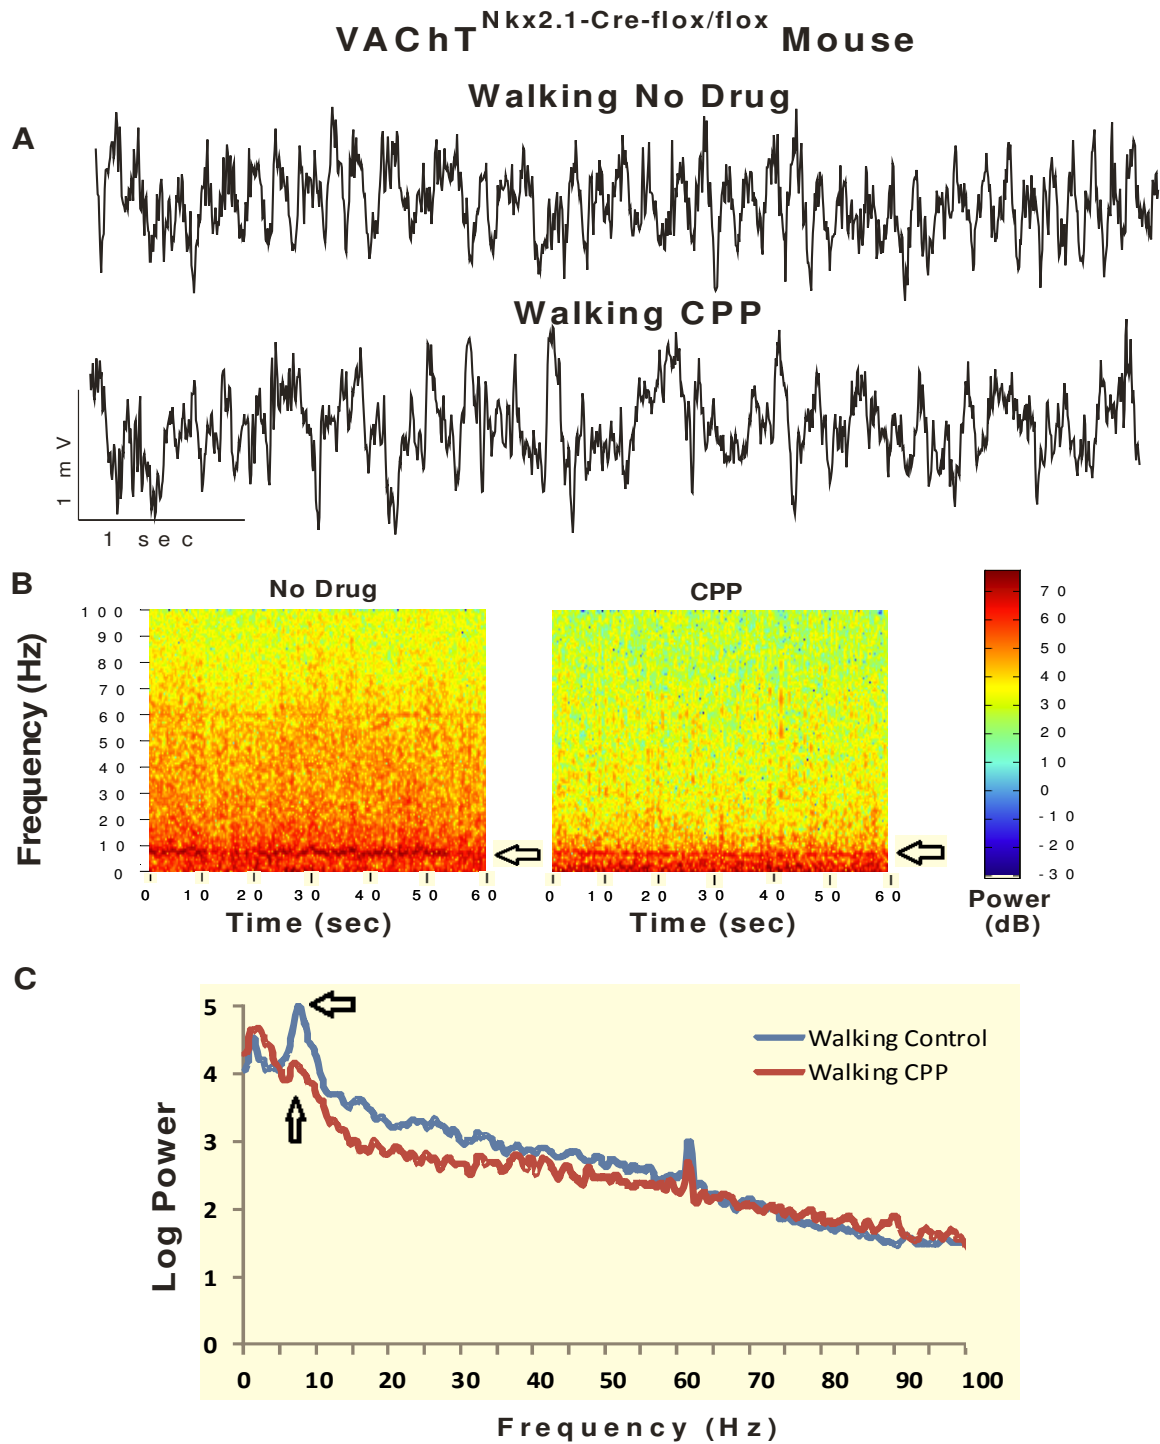 VAChT Nkx2.1-Cre-flox/flox Mouse
Walking No Drug
A
Walking CPP
1 mV
1 sec
B
No Drug
CPP
Frequency (Hz)
100
90
80
70
60
50
40
30
20
10
0
0 10 20 30 40 50 60
Time (sec)
0 10 20 30 40 50 60
Time (sec)
70
60
50
40
30
20
10
0
-10
-20
-30
Power
(dB)
C
Log Power
5
4
3
2
1
0
Walking Control
Walking CPP
0 10 20 30 40 50 60 70 80 90 100
Frequency (Hz)